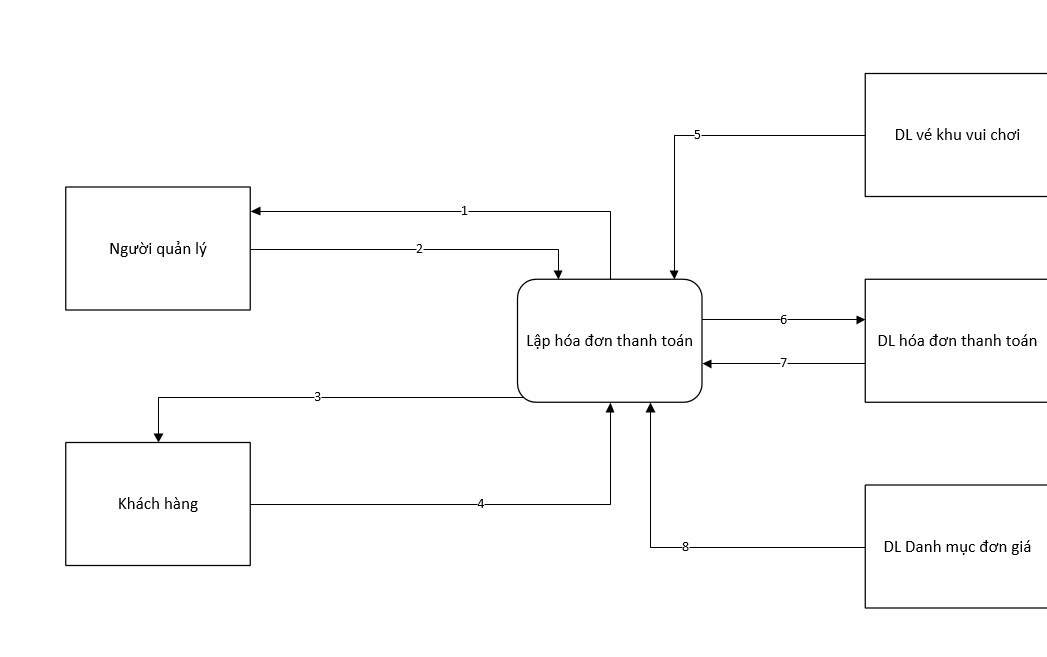 DL vé khu vui chơi
5
1
Người quản lý
2
6
Lập hóa đơn thanh toán
DL hóa đơn thanh toán
7
3
Khách hàng
4
8
DL Danh mục đơn giá